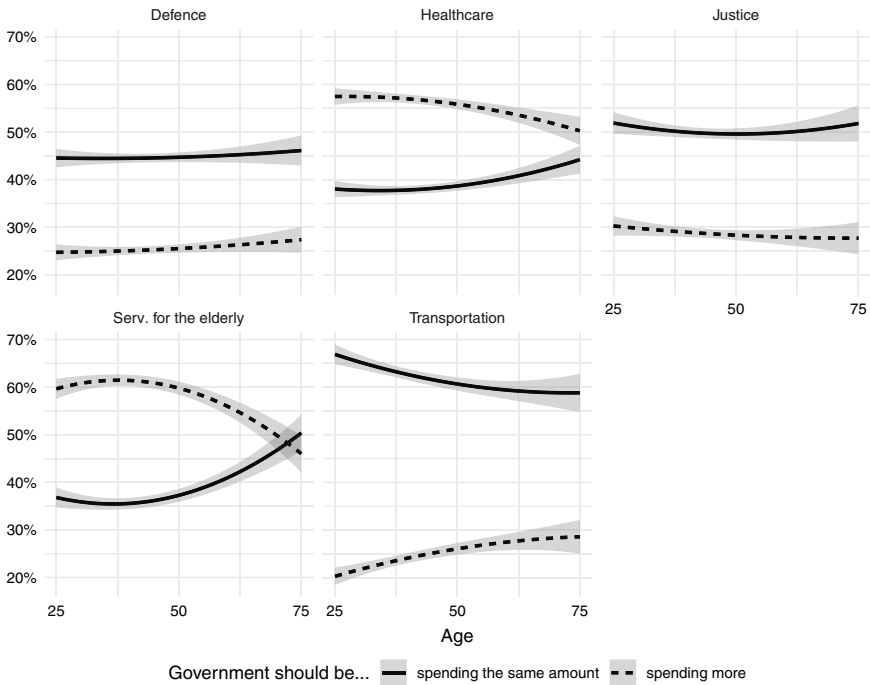 Defence Healthcare Justice
70%
60%
50%
40%
30%
20%
25 50 75
Serv. for the elderly Transportation
70%
60%
50%
40%
30%
20%
25 50 75 25 50 75
Age
Government should be... spending the same amount spending more